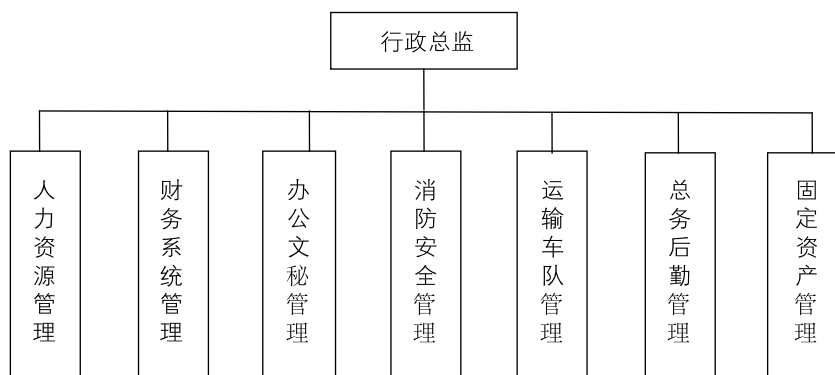 行政总监
人力资源管理
财务系统管理
办公文秘管理
消防安全管理
运输车队管理
总务后勤管理
固定资产管理